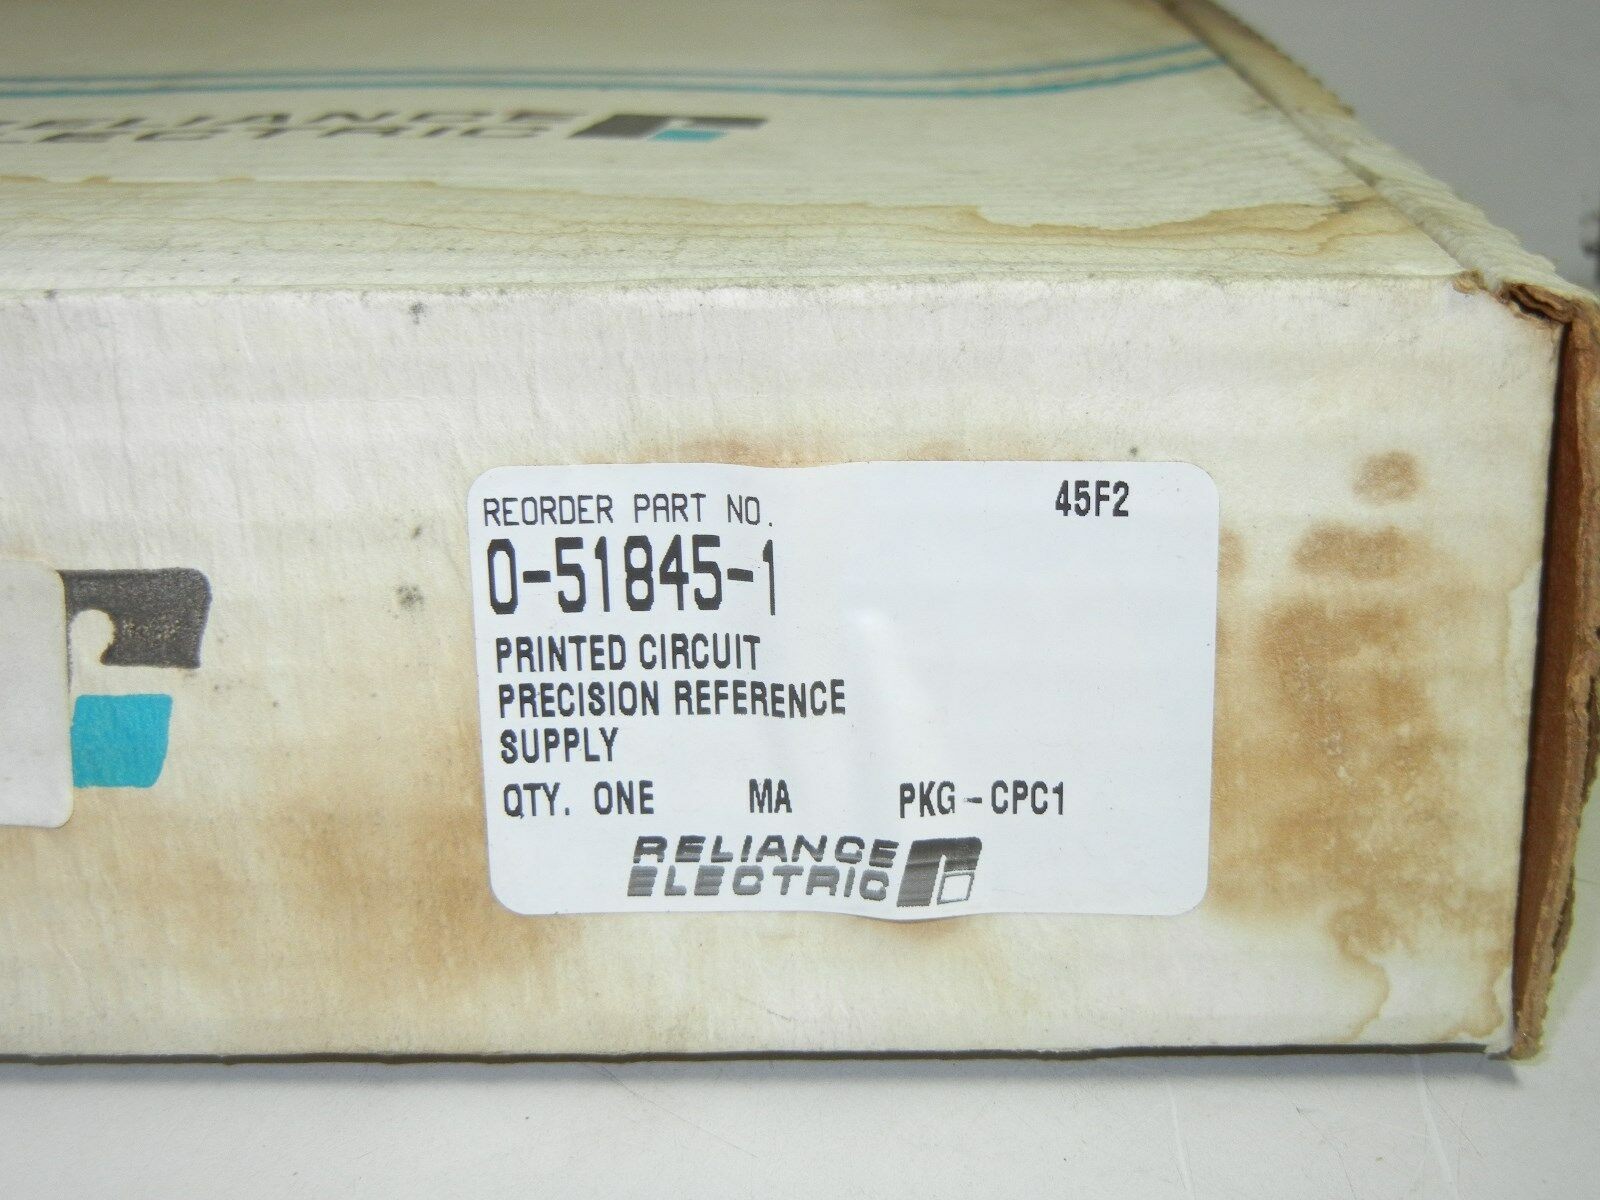 RELIANCE
ELECTRIC
REORDER PART NO.
45F2
0-51845-1
PRINTED CIRCUIT
PRECISION REFERENCE
SUPPLY
QTY. ONE MA PKG-CPC1
RELIANCE
ELECTRIC